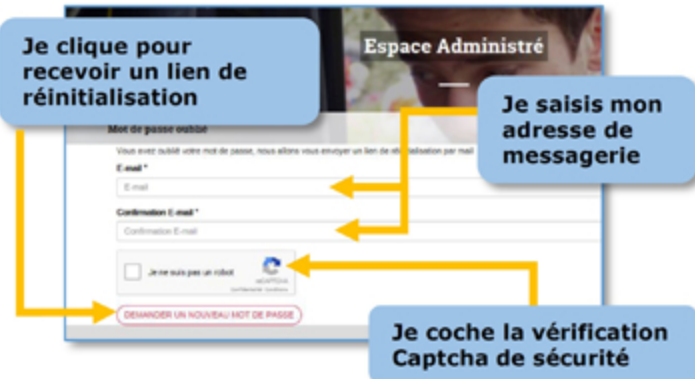 Je clique pour
recevoir un lien de
réinitialisation
Espace Administré
Je saisis mon
adresse de
messagerie
Mot de passe oublié
Vous avez oublié votre mot de passe, nous allons vous envoyer un lien de réinitialisation par mail
E-mail *
E-mail
Confirmation E-mail *
Confirmation E-mail
Je ne suis pas un robot
reCAPTCHA
Confidentialité - Conditions
DEMANDER UN NOUVEAU MOT DE PASSE
Je coche la vérification
Captcha de sécurité